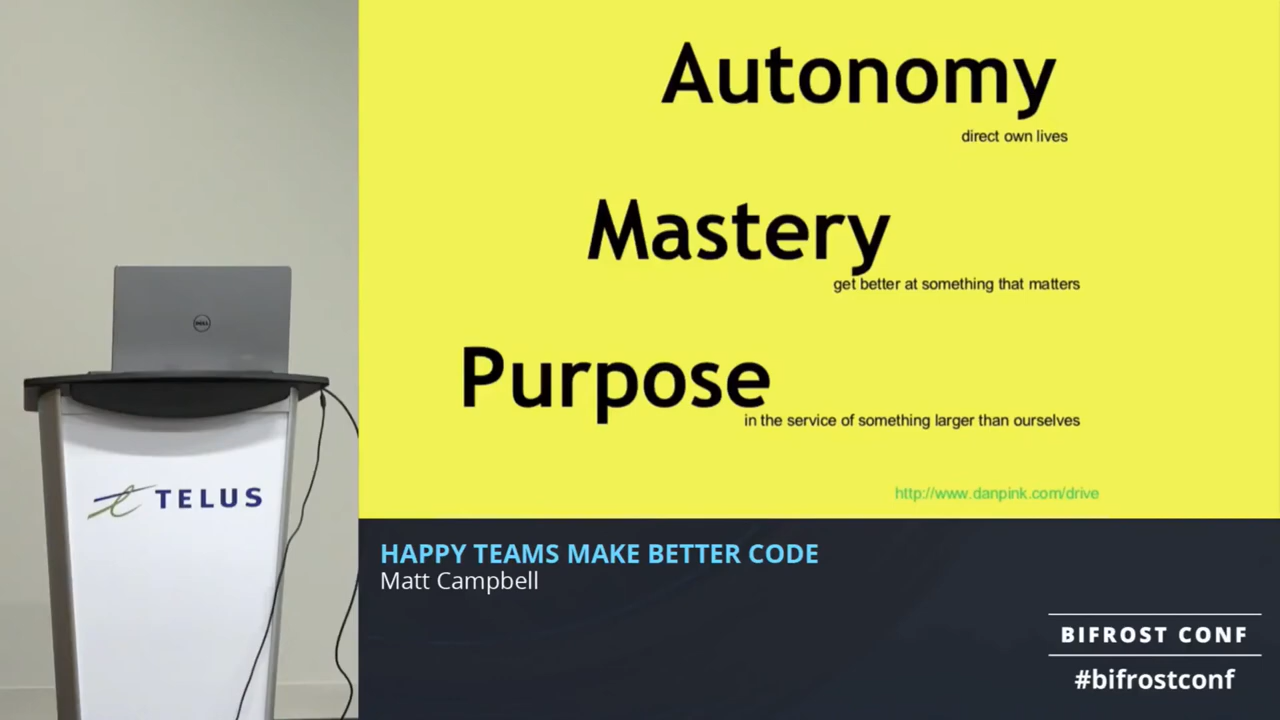 Autonomy
direct own lives
Mastery
get better at something that matters
Purpose
in the service of something larger than ourselves
http://www.danpink.com/drive
DELL
TELUS
HAPPY TEAMS MAKE BETTER CODE
Matt Campbell
BIFROST CONF
#bifrostconf